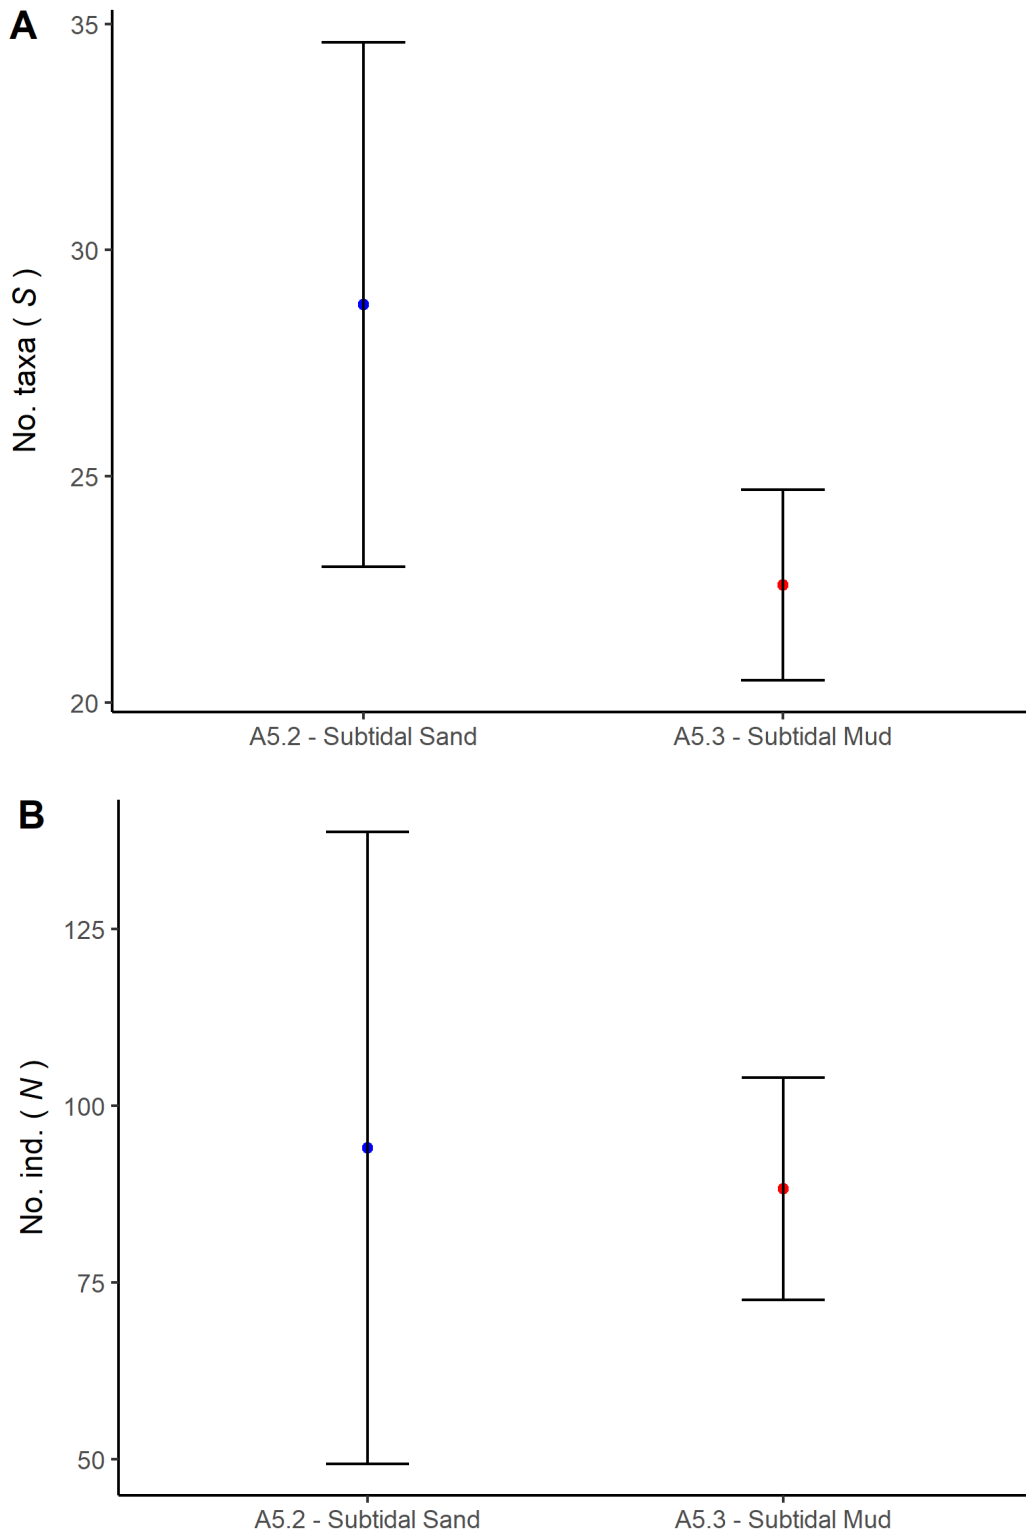 A
35
30
25
20
No. taxa ( S )
A5.2 - Subtidal Sand
A5.3 - Subtidal Mud
B
125
100
75
50
No. ind. ( N )
A5.2 - Subtidal Sand
A5.3 - Subtidal Mud